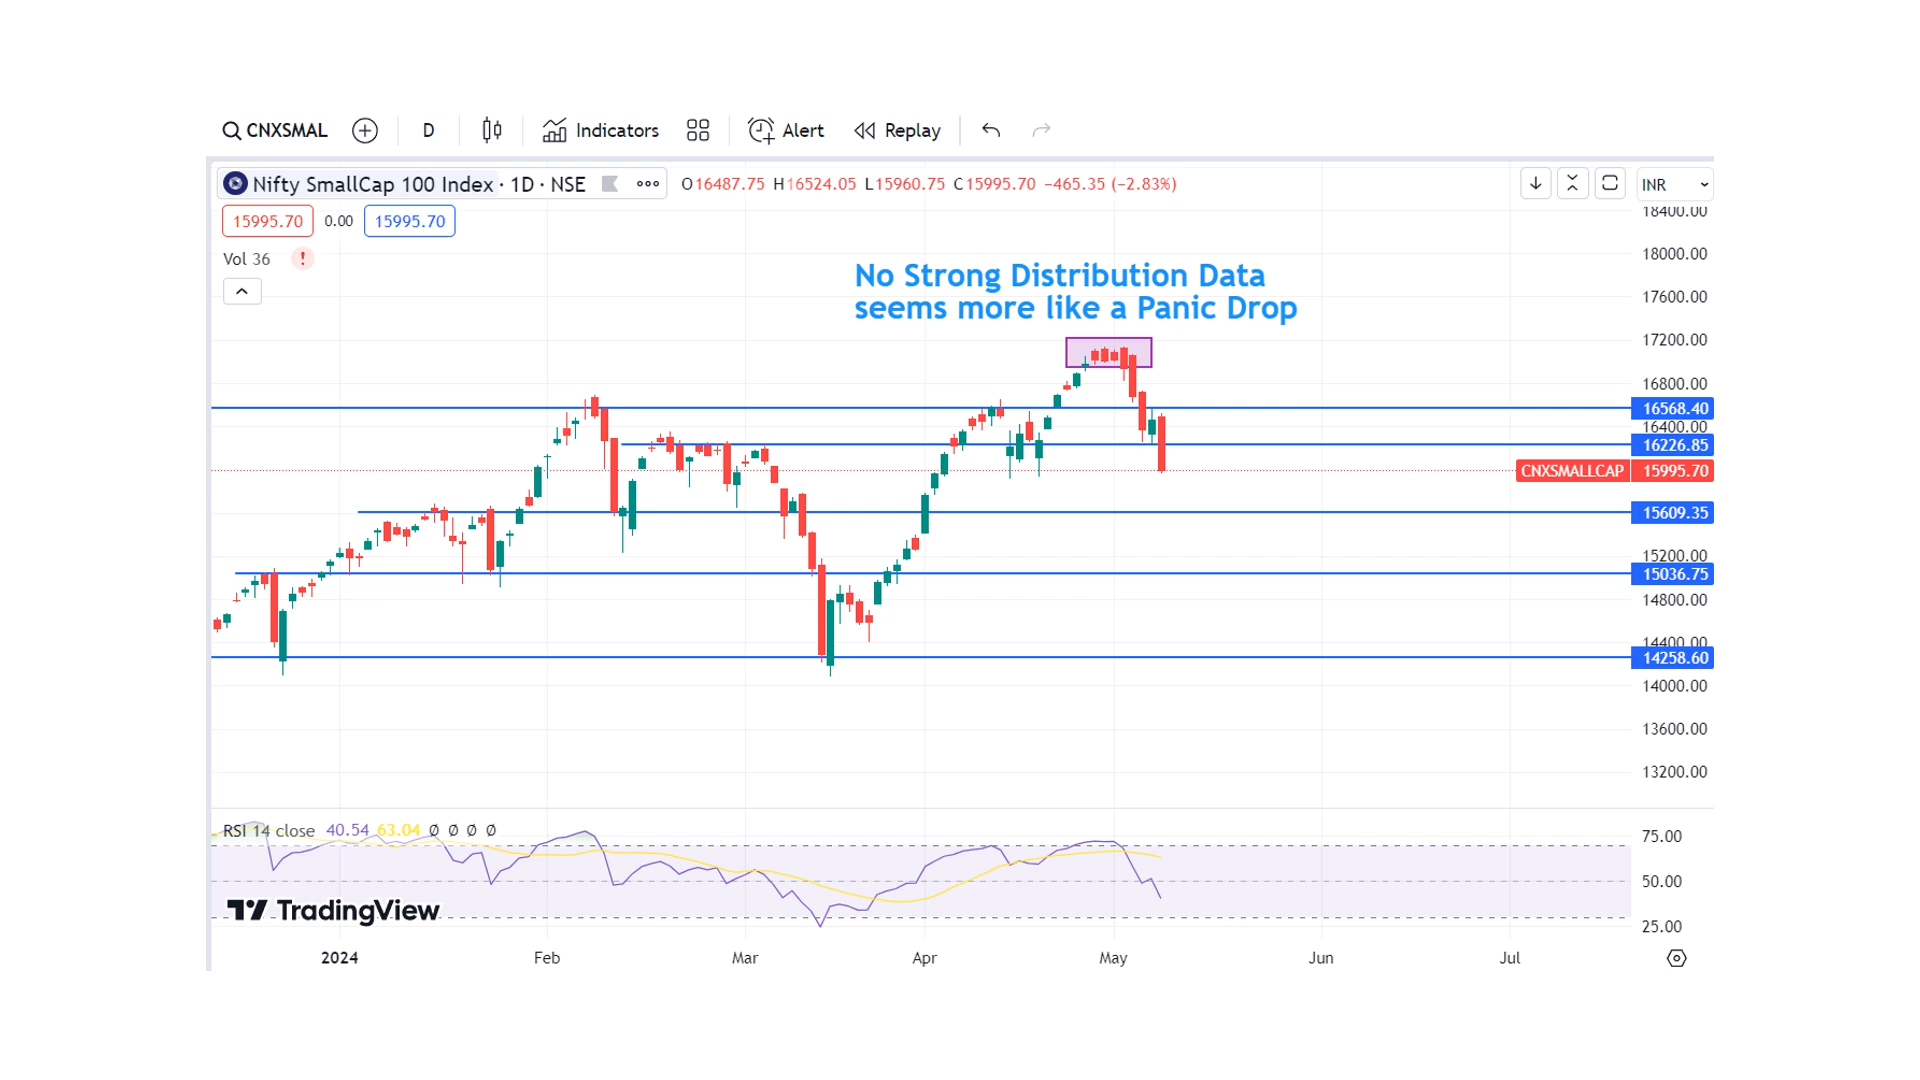 CNXSMAL D Indicators Alert Replay
Nifty SmallCap 100 Index · 1D · NSE O16487.75 H16524.05 L15960.75 C15995.70 −465.35 (−2.83%) INR
15995.70 0.00 15995.70
Vol 36 !
No Strong Distribution Data
seems more like a Panic Drop
18400.00
18000.00
17600.00
17200.00
16800.00
16568.40
16400.00
16226.85
CNXSMALLCAP 15995.70
15609.35
15200.00
15036.75
14800.00
14400.00
14258.60
14000.00
13600.00
13200.00
RSI 14 close 40.54 63.04 Ø Ø Ø Ø
75.00
50.00
25.00
TradingView
2024 Feb Mar Apr May Jun Jul